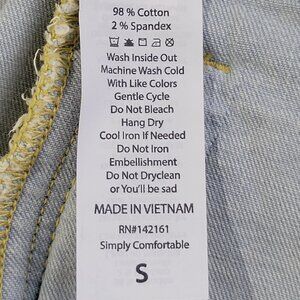 98 % Cotton
2 % Spandex
Wash Inside Out
Machine Wash Cold
With Like Colors
Gentle Cycle
Do Not Bleach
Hang Dry
Cool Iron If Needed
Do Not Iron
Embellishment
Do Not Dryclean
or You'll be sad
MADE IN VIETNAM
RN#142161
Simply Comfortable
S